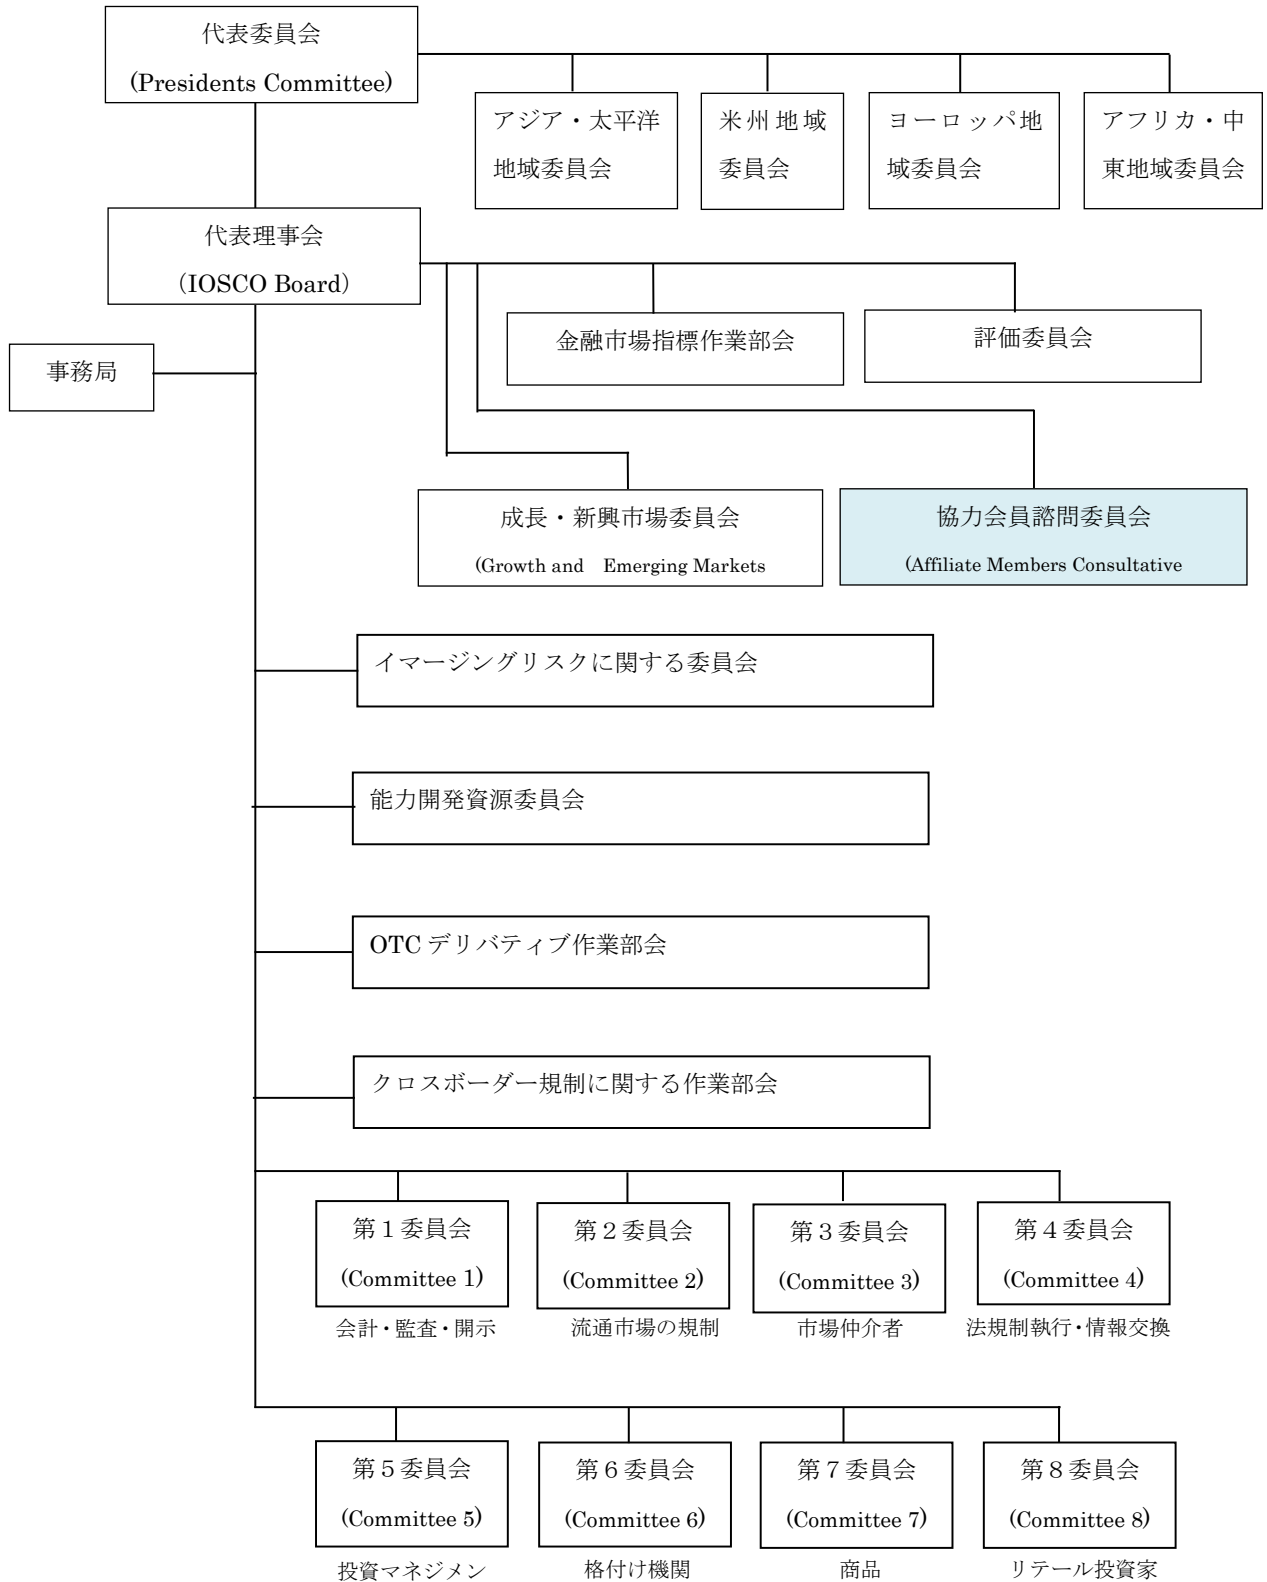 代表委員会
(Presidents Committee)
アジア・太平洋
地域委員会
米州地域
委員会
ヨーロッパ地
域委員会
アフリカ・中
東地域委員会
代表理事会
(IOSCO Board)
金融市場指標作業部会
評価委員会
事務局
成長・新興市場委員会
(Growth and Emerging Markets
協力会員諮問委員会
(Affiliate Members Consultative
イマージングリスクに関する委員会
能力開発資源委員会
OTC デリバティブ作業部会
クロスボーダー規制に関する作業部会
第１委員会
(Committee 1)
会計・監査・開示
第２委員会
(Committee 2)
流通市場の規制
第３委員会
(Committee 3)
市場仲介者
第４委員会
(Committee 4)
法規制執行・情報交換
第５委員会
(Committee 5)
投資マネジメン
第６委員会
(Committee 6)
格付け機関
第７委員会
(Committee 7)
商品
第８委員会
(Committee 8)
リテール投資家